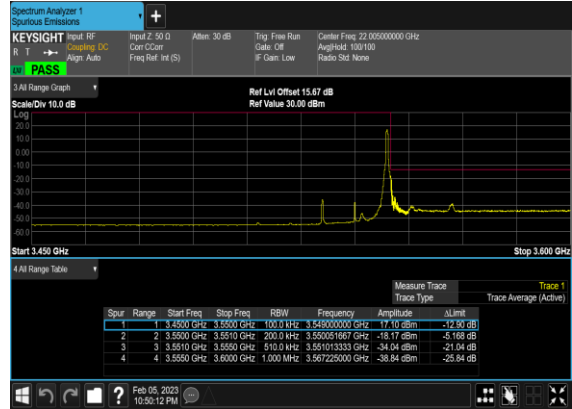 Spectrum Analyzer 1
Spurious Emissions
KEYSIGHT Input: RF Input Z: 50 Ω Atten: 30 dB Trig: Free Run Center Freq: 22.005000000 GHz
R T Coupling: DC Corr CCorr Gate: Off Avg|Hold: 100/100
Align: Auto Freq Ref: Int (S) IF Gain: Low Radio Std: None
PASS
3 All Range Graph
Ref Lvl Offset 15.67 dB
Scale/Div 10.0 dB Ref Value 30.00 dBm
Log
20.0
10.0
0.00
-10.0
-20.0
-30.0
-40.0
-50.0
-60.0
Start 3.450 GHz Stop 3.600 GHz
4 All Range Table
Measure Trace Trace 1
Trace Type Trace Average (Active)
Spur Range Start Freq Stop Freq RBW Frequency Amplitude ΔLimit
1 1 3.4500 GHz 3.5500 GHz 100.0 kHz 3.549000000 GHz 17.10 dBm -12.90 dB
2 2 3.5500 GHz 3.5510 GHz 200.0 kHz 3.550051667 GHz -18.17 dBm -5.168 dB
3 3 3.5510 GHz 3.5550 GHz 510.0 kHz 3.551013333 GHz -34.04 dBm -21.04 dB
4 4 3.5550 GHz 3.6000 GHz 1.000 MHz 3.567225000 GHz -38.84 dBm -25.84 dB
? Feb 05, 2023
10:50:12 PM